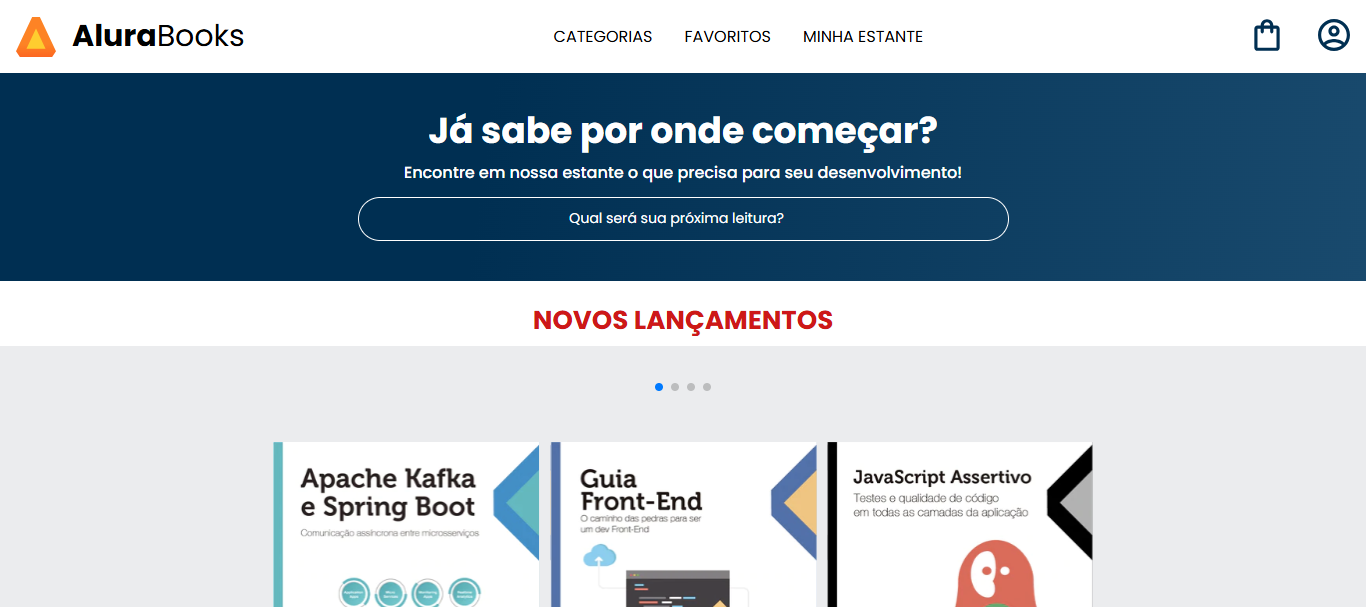 AluraBooks
CATEGORIAS FAVORITOS MINHA ESTANTE
Já sabe por onde começar?
Encontre em nossa estante o que precisa para seu desenvolvimento!
Qual será sua próxima leitura?
NOVOS LANÇAMENTOS
Apache Kafka
e Spring Boot
Comunicação assíncrona entre microsserviços
Guia
Front-End
O caminho das pedras para ser
um dev Front-End
JavaScript Assertivo
Testes e qualidade de código
em todas as camadas da aplicação